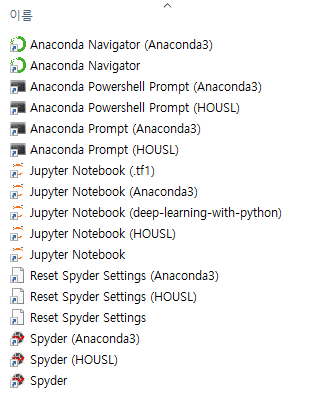 이름
Anaconda Navigator (Anaconda3)
Anaconda Navigator
Anaconda Powershell Prompt (Anaconda3)
Anaconda Powershell Prompt (HOUSL)
Anaconda Prompt (Anaconda3)
Anaconda Prompt (HOUSL)
Jupyter Notebook (.tf1)
Jupyter Notebook (Anaconda3)
Jupyter Notebook (deep-learning-with-python)
Jupyter Notebook (HOUSL)
Jupyter Notebook
Reset Spyder Settings (Anaconda3)
Reset Spyder Settings (HOUSL)
Reset Spyder Settings
Spyder (Anaconda3)
Spyder (HOUSL)
Spyder